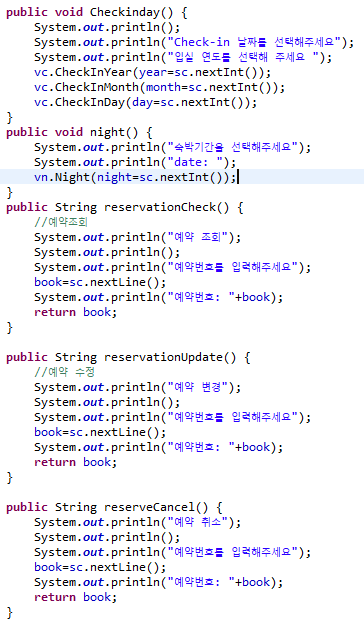 public void Checkinday() {
System.out.println();
System.out.println("Check-in 날짜를 선택해주세요");
System.out.println("입실 연도를 선택해 주세요 ");
vc.CheckInYear(year=sc.nextInt());
vc.CheckInMonth(month=sc.nextInt());
vc.CheckInDay(day=sc.nextInt());
}
public void night() {
System.out.println("숙박기간을 선택해주세요");
System.out.println("date: ");
vn.Night(night=sc.nextInt());
}
public String reservationCheck() {
//예약조회
System.out.println("예약 조회");
System.out.println();
System.out.println("예약번호를 입력해주세요");
book=sc.nextLine();
System.out.println("예약번호: "+book);
return book;
}
public String reservationUpdate() {
//예약 수정
System.out.println("예약 변경");
System.out.println();
System.out.println("예약번호를 입력해주세요");
book=sc.nextLine();
System.out.println("예약번호: "+book);
return book;
}
public String reserveCancel() {
System.out.println("예약 취소");
System.out.println();
System.out.println("예약번호를 입력해주세요");
book=sc.nextLine();
System.out.println("예약번호: "+book);
return book;
}